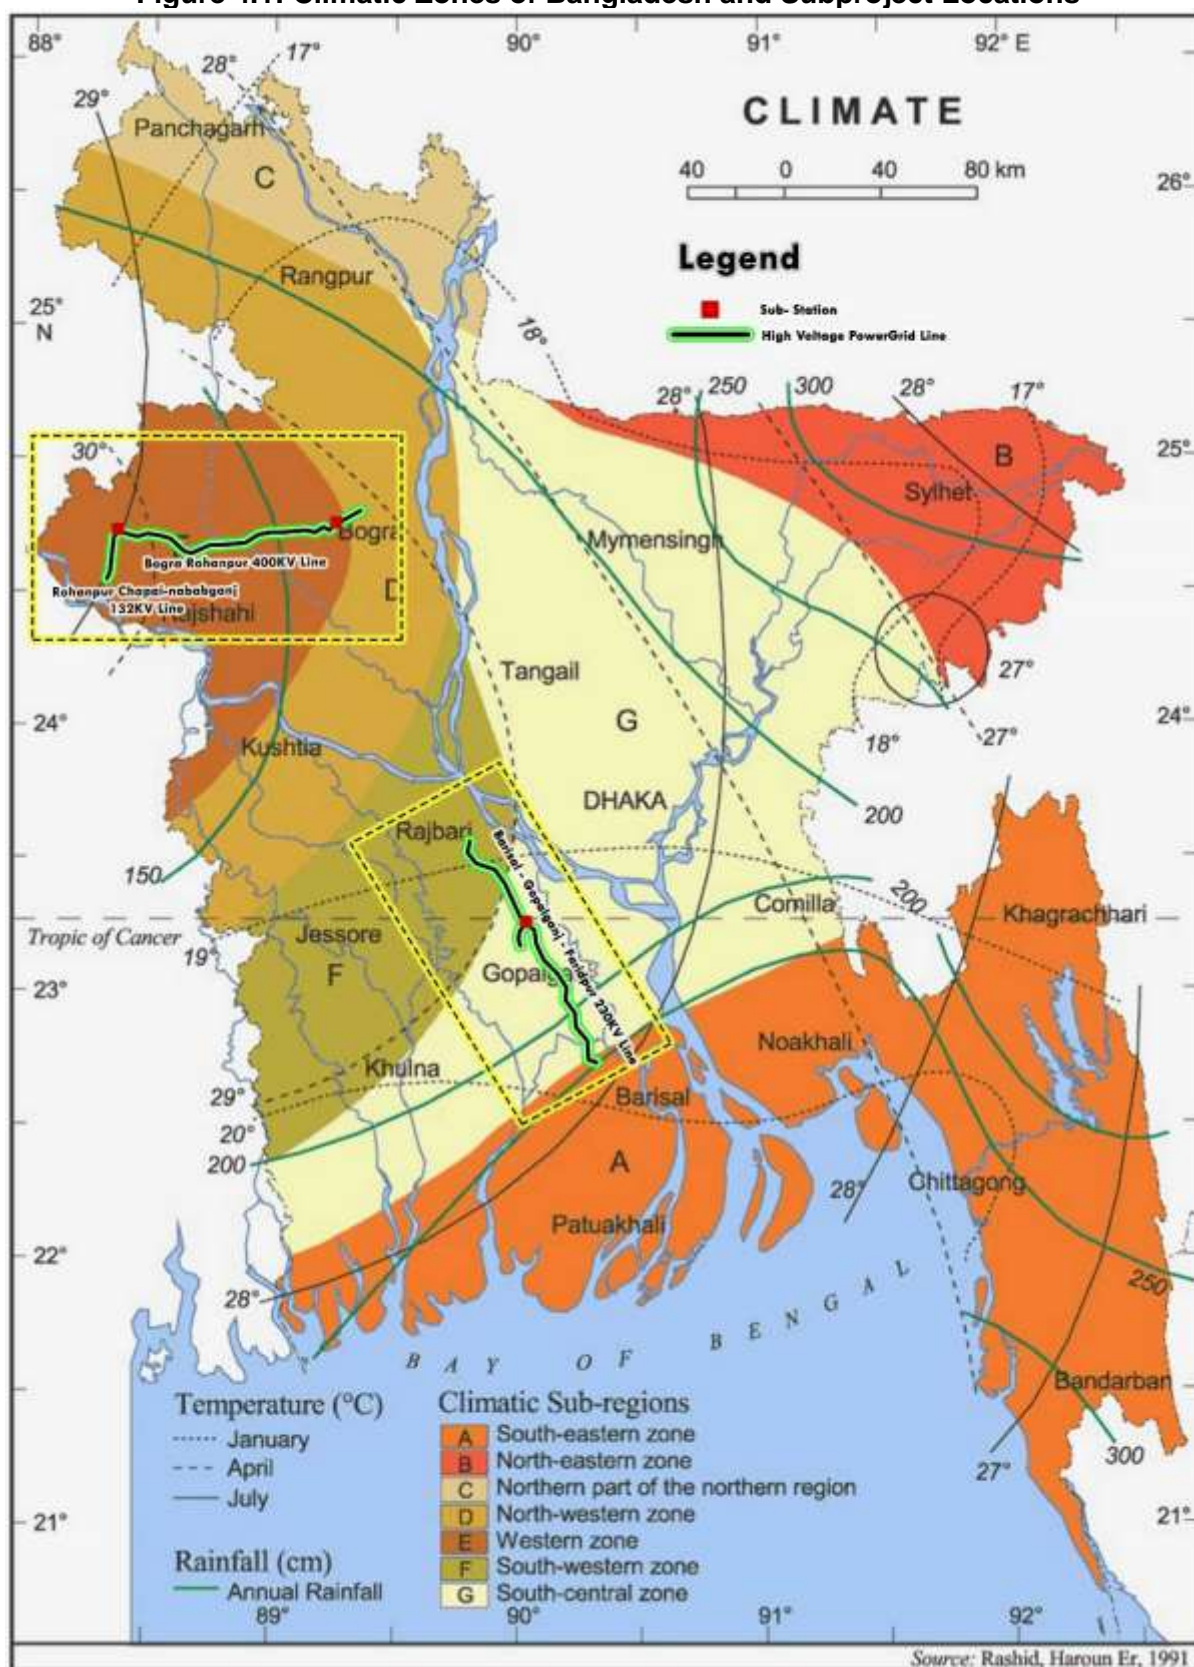 Figure 4.1: Climatic Zones of Bangladesh and Subproject Locations
88° 90° 91° 92° E
17°
28°
29°
CLIMATE
Panchagarh
40 0 40 80 km
C
26°
Legend
Rangpur
25°
N
Sub- Station
18°
High Voltage PowerGrid Line
28° 250 300 28° 17°
30°
B
25°
Sylhet
Bogra
Mymensingh
Bogra Rohanpur 400KV Line
Rohanpur Chapai-nababganj
132KV Line
D
Rajshahi
27°
Tangail
24°
G
24°
18°
27°
Kushtia
DHAKA
200
Rajbari
Barisal - Gopalganj - Faridpur 230KV Line
150
200
Comilla
Khagrachhari
Tropic of Cancer
Jessore
19°
F
Gopalga
23°
Noakhali
Khulna
29°
Barisal
20°
200
A
Chittagong
28°
Patuakhali
22°
250
28°
BAY OF BENGAL
Bandarban
Temperature (°C)
January
April
July
Rainfall (cm)
Annual Rainfall
Climatic Sub-regions
A South-eastern zone
B North-eastern zone
C Northern part of the northern region
D North-western zone
E Western zone
F South-western zone
G South-central zone
300
27°
21°
21°
89° 90° 91° 92°
Source: Rashid, Haroun Er, 1991